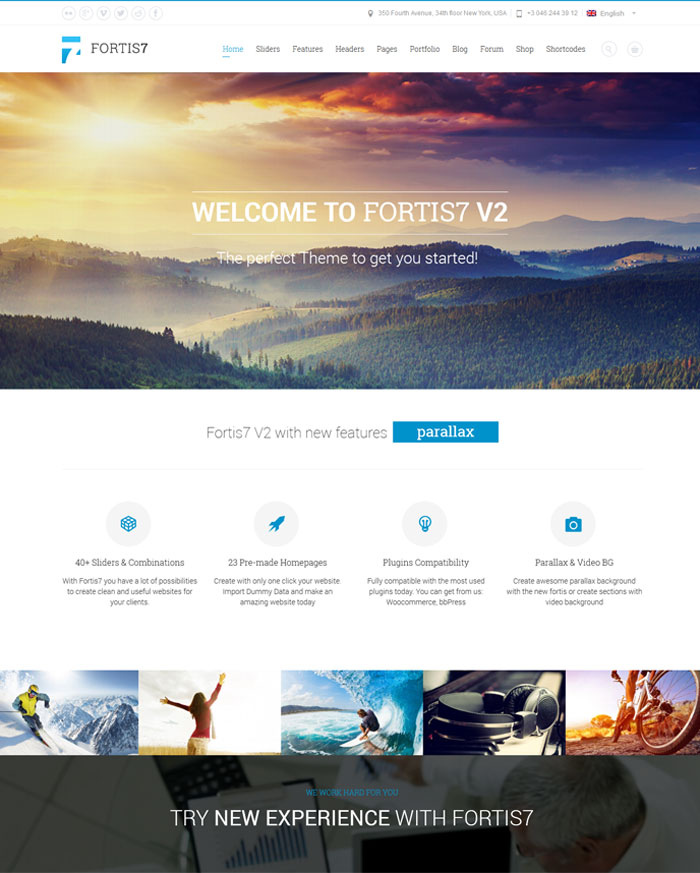 350 Fourth Avenue, 34th floor New York, USA
+3 046 244 39 12
English
FORTIS7
Home Sliders Features Headers Pages Portfolio Blog Forum Shop Shortcodes
WELCOME TO FORTIS7 V2
The perfect Theme to get you started!
Fortis7 V2 with new features parallax
40+ Sliders & Combinations
With Fortis7 you have a lot of possibilities
to create clean and useful websites for
your clients.
23 Pre-made Homepages
Create with only one click your website.
Import Dummy Data and make an
amazing website today
Plugins Compatibility
Fully compatible with the most used
plugins today. You can get from us:
Woocommerce, bbPress
Parallax & Video BG
Create awesome parallax background
with the new fortis or create sections with
video background
WE WORK HARD FOR YOU
TRY NEW EXPERIENCE WITH FORTIS7